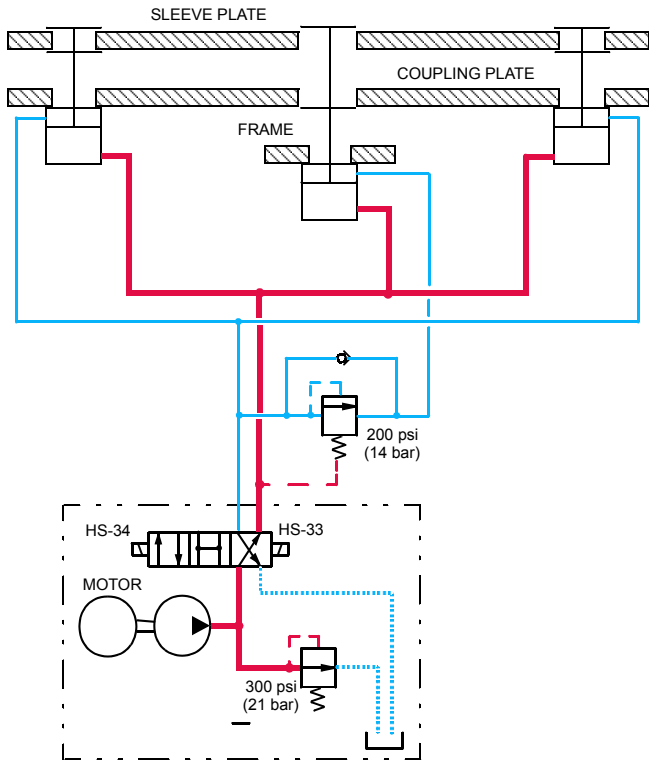 SLEEVE PLATE
COUPLING PLATE
FRAME
200 psi
(14 bar)
HS-34
HS-33
MOTOR
300 psi
(21 bar)